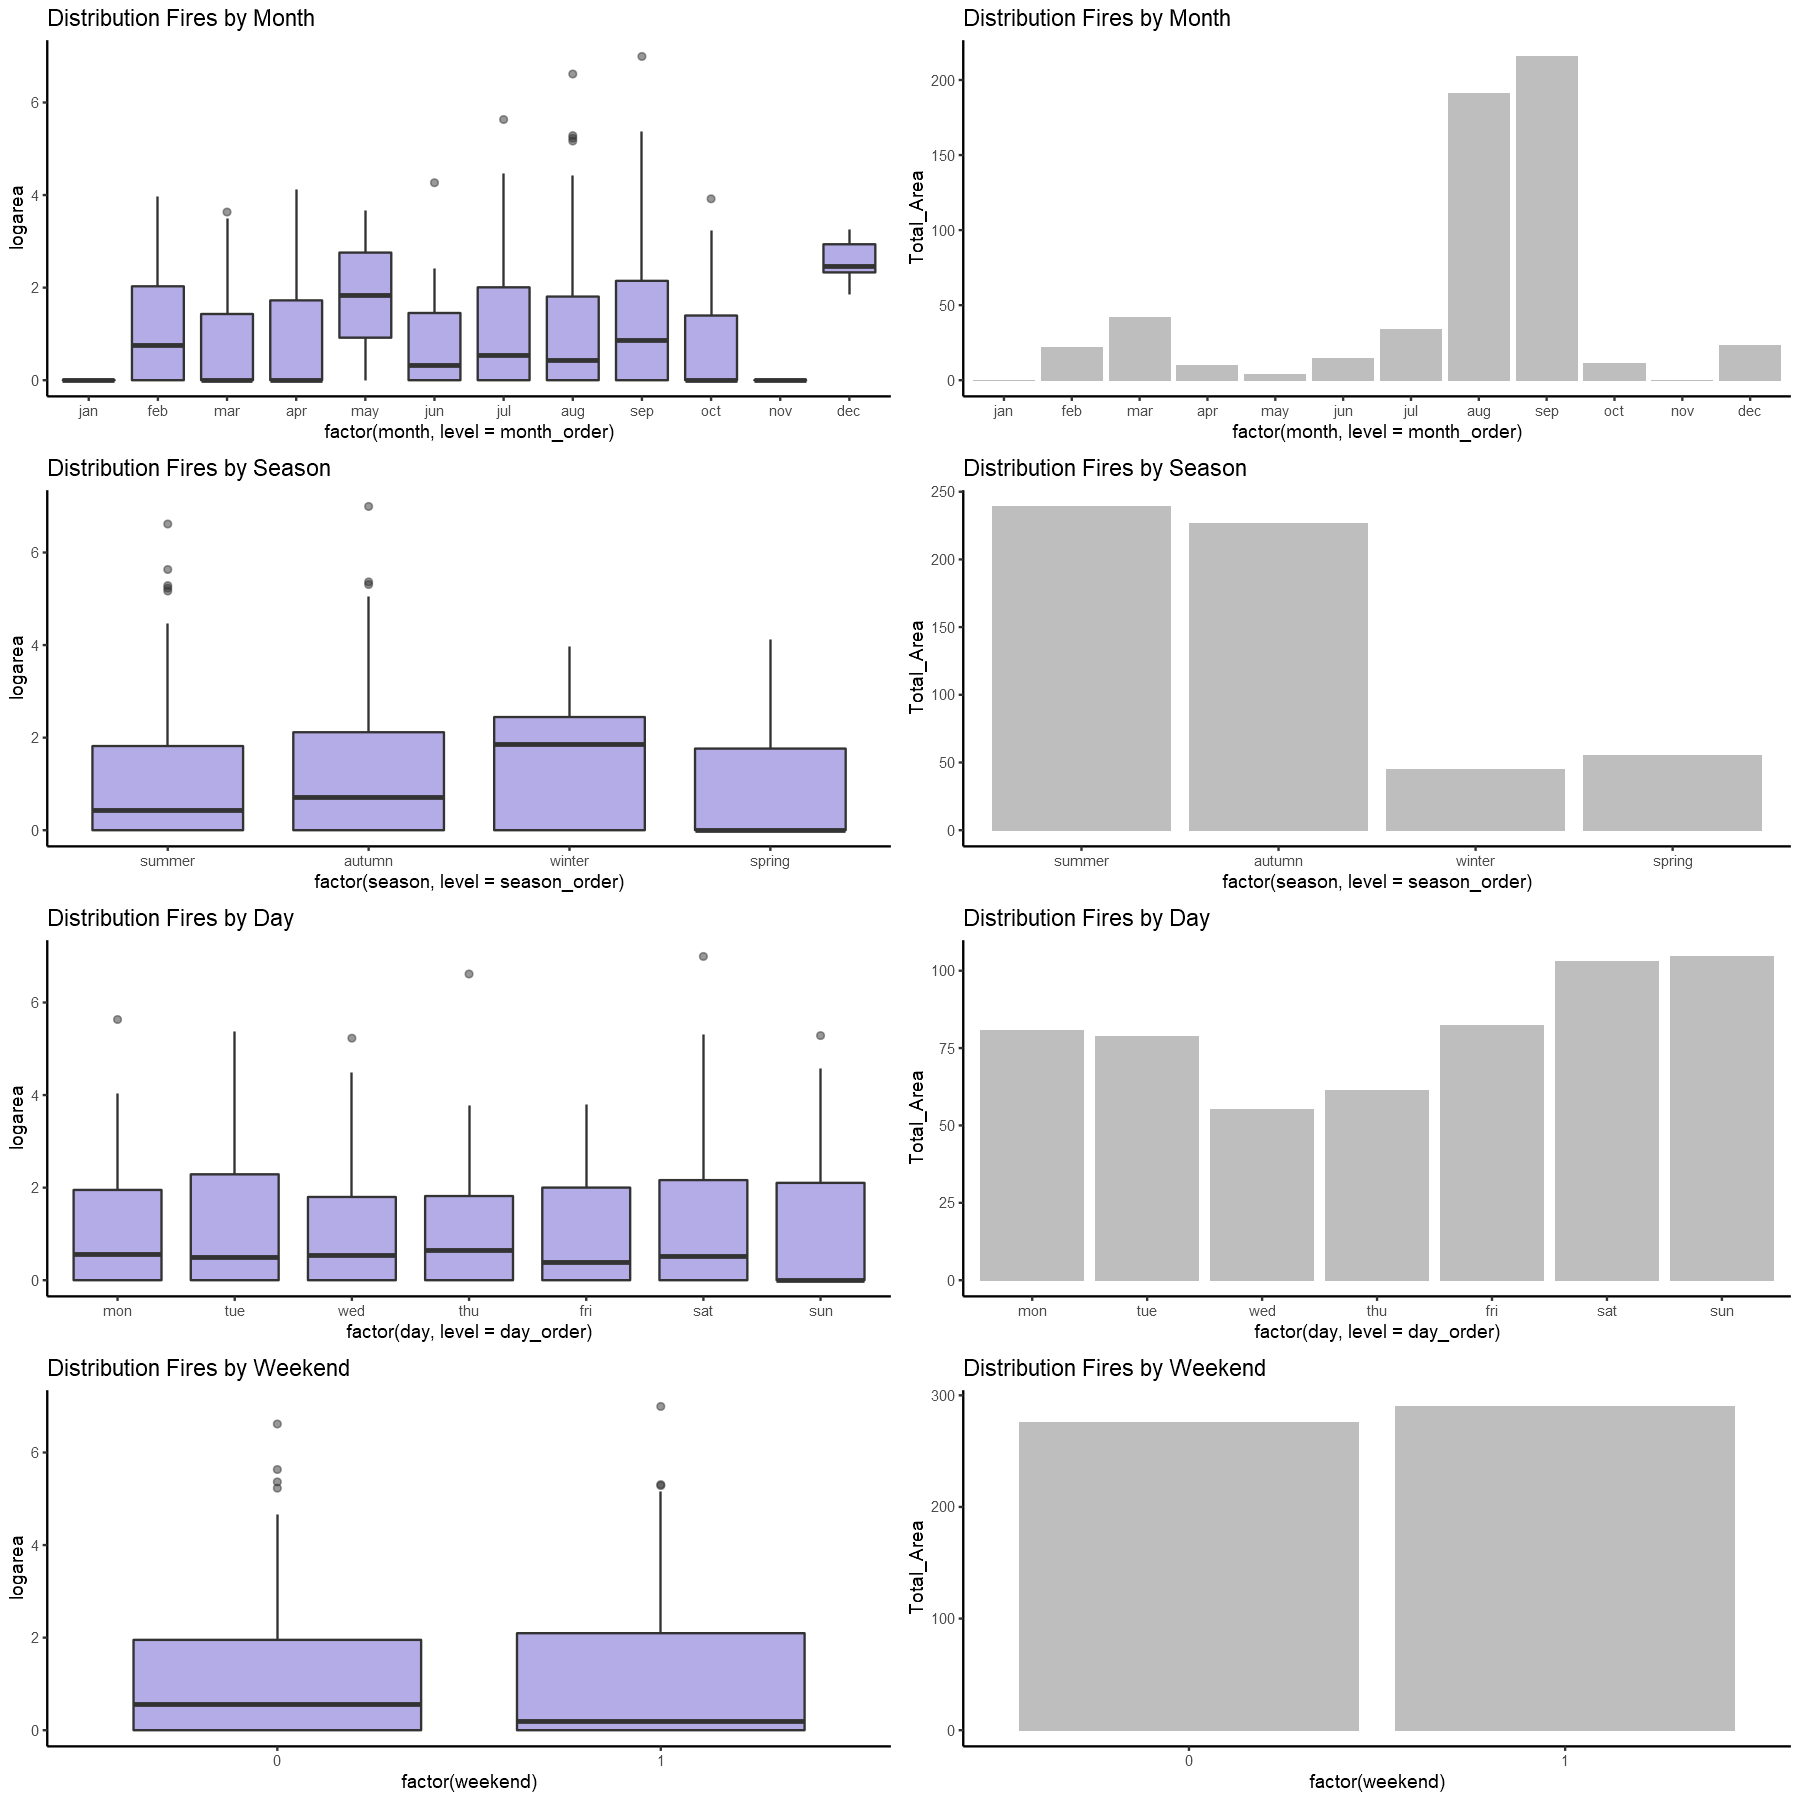 Distribution Fires by Month
logarea
6
4
2
0
jan feb mar apr may jun jul aug sep oct nov dec
factor(month, level = month_order)
Distribution Fires by Month
Total_Area
200
150
100
50
0
jan feb mar apr may jun jul aug sep oct nov dec
factor(month, level = month_order)
Distribution Fires by Season
logarea
6
4
2
0
summer autumn winter spring
factor(season, level = season_order)
Distribution Fires by Season
Total_Area
250
200
150
100
50
0
summer autumn winter spring
factor(season, level = season_order)
Distribution Fires by Day
logarea
6
4
2
0
mon tue wed thu fri sat sun
factor(day, level = day_order)
Distribution Fires by Day
Total_Area
100
75
50
25
0
mon tue wed thu fri sat sun
factor(day, level = day_order)
Distribution Fires by Weekend
logarea
6
4
2
0
0 1
factor(weekend)
Distribution Fires by Weekend
Total_Area
300
200
100
0
0 1
factor(weekend)